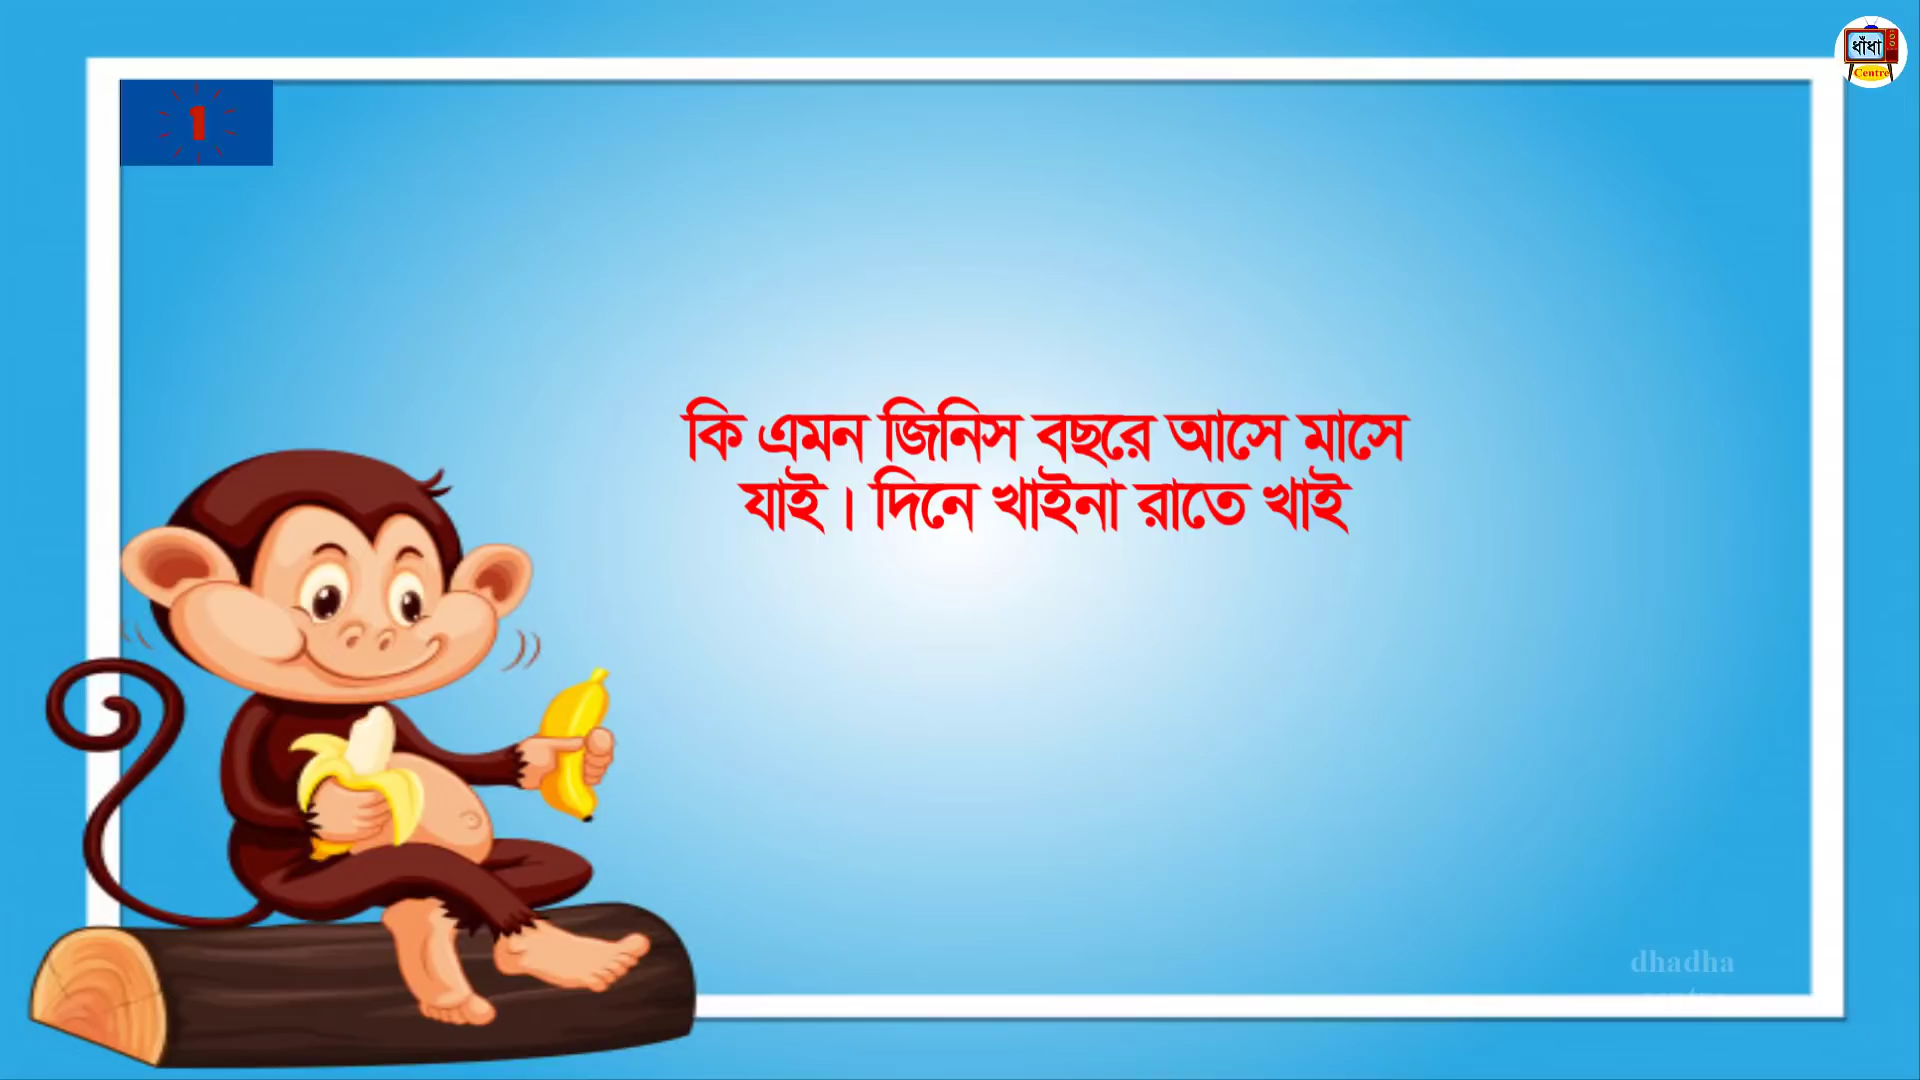 ধাঁধা
Centre
1
কি এমন জিনিস বছরে আসে মাসে
যাই। দিনে খাইনা রাতে খাই
dhadha